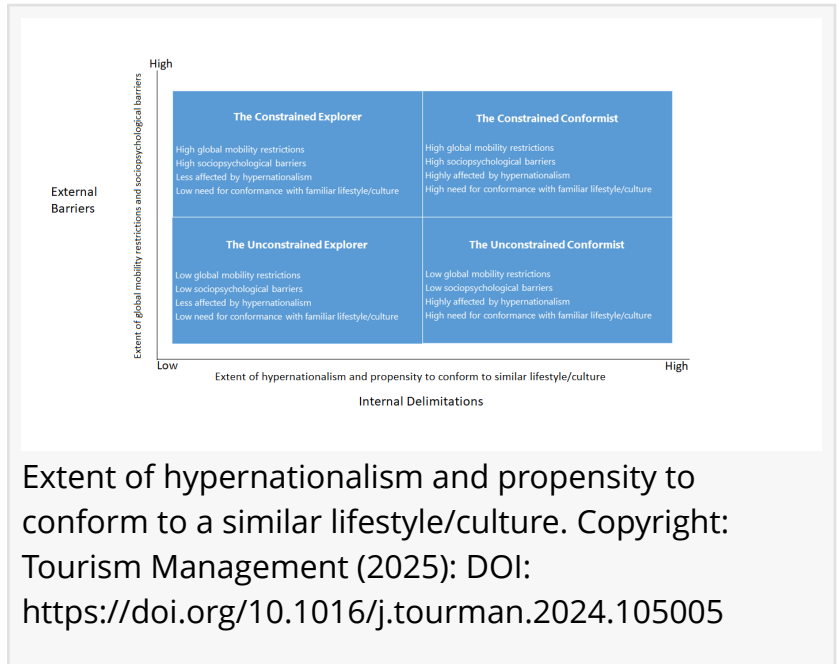 High
Extent of global mobility restrictions and sociopsychological barriers
External
Barriers
The Constrained Explorer
High global mobility restrictions
High sociopsychological barriers
Less affected by hypernationalism
Low need for conformance with familiar lifestyle/culture
The Constrained Conformist
High global mobility restrictions
High sociopsychological barriers
Highly affected by hypernationalism
High need for conformance with familiar lifestyle/culture
The Unconstrained Explorer
Low global mobility restrictions
Low sociopsychological barriers
Less affected by hypernationalism
Low need for conformance with familiar lifestyle/culture
The Unconstrained Conformist
Low global mobility restrictions
Low sociopsychological barriers
Highly affected by hypernationalism
High need for conformance with familiar lifestyle/culture
Low
High
Extent of hypernationalism and propensity to conform to similar lifestyle/culture
Internal Delimitations
Extent of hypernationalism and propensity to
conform to a similar lifestyle/culture. Copyright:
Tourism Management (2025): DOI:
https://doi.org/10.1016/j.tourman.2024.105005